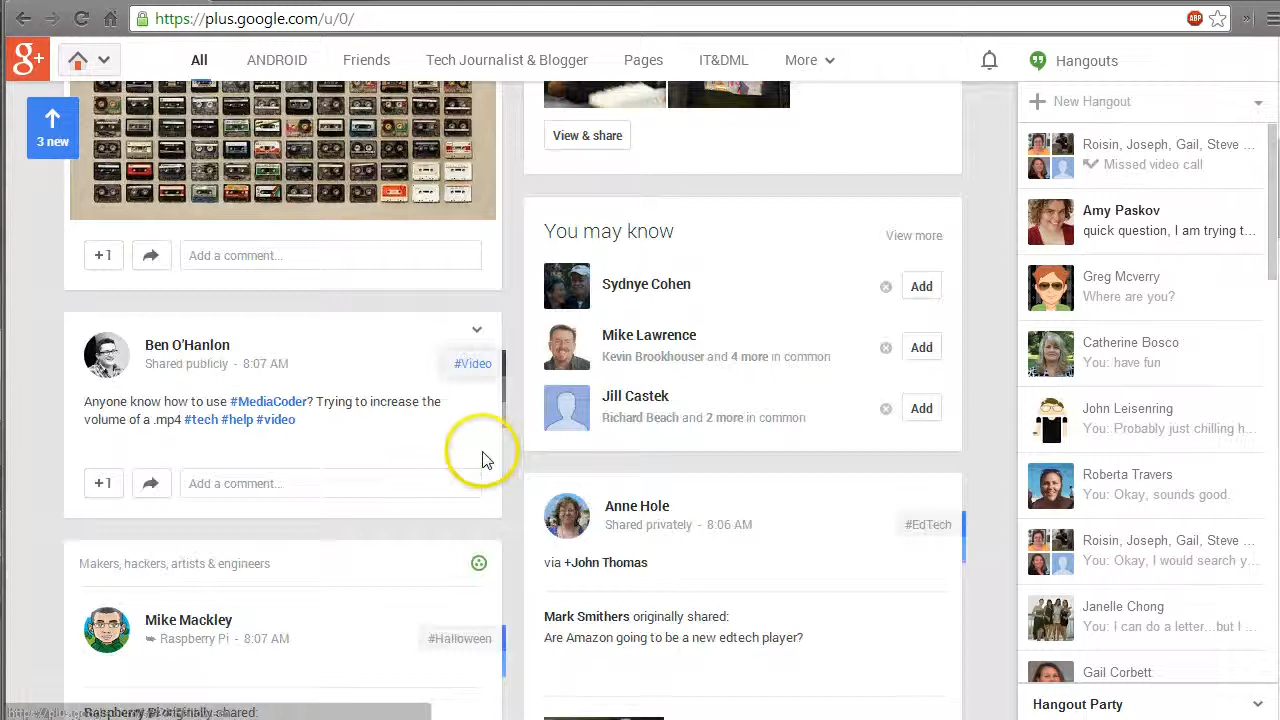 https://plus.google.com/u/0/
ABP
g+
All
ANDROID
Friends
Tech Journalist & Blogger
Pages
IT&DML
More
Hangouts
3 new
+1
Add a comment...
Ben O'Hanlon
Shared publicly - 8:07 AM
#Video
Anyone know how to use #MediaCoder? Trying to increase the
volume of a .mp4 #tech #help #video
+1
Add a comment...
Makers, hackers, artists & engineers
Mike Mackley
Raspberry Pi - 8:07 AM
#Halloween
Raspberry Pi originally shared:
View & share
You may know
View more
Sydnye Cohen
Add
Mike Lawrence
Kevin Brookhouser and 4 more in common
Add
Jill Castek
Richard Beach and 2 more in common
Add
Anne Hole
Shared privately - 8:06 AM
#EdTech
via +John Thomas
Mark Smithers originally shared:
Are Amazon going to be a new edtech player?
New Hangout
Roisin, Joseph, Gail, Steve ...
Missed video call
Amy Paskov
quick question, I am trying t...
Greg Mcverry
Where are you?
Catherine Bosco
You: have fun
John Leisenring
You: Probably just chilling h...
Roberta Travers
You: Okay, sounds good.
Roisin, Joseph, Gail, Steve ...
You: Okay, I would search y...
Janelle Chong
You: I can do a letter...but I ...
Gail Corbett
Hangout Party